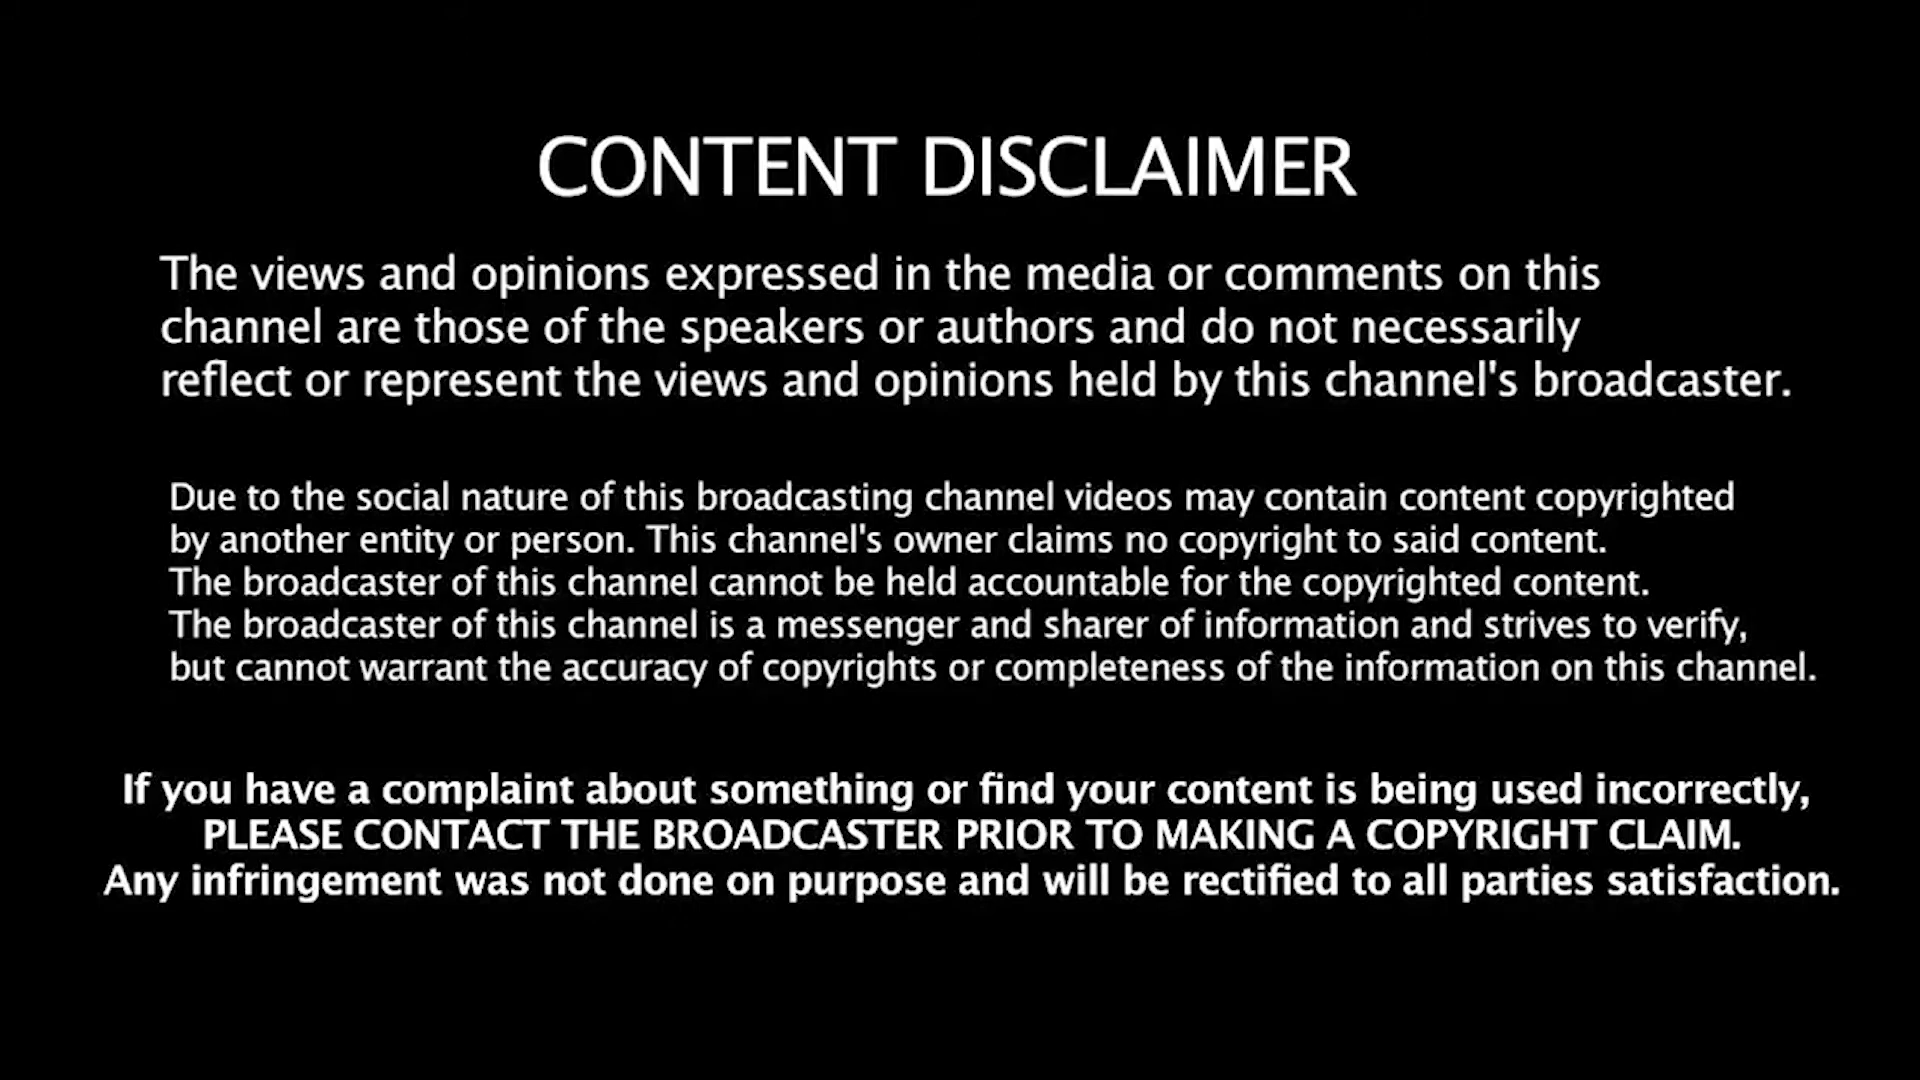 CONTENT DISCLAIMER
The views and opinions expressed in the media or comments on this
channel are those of the speakers or authors and do not necessarily
reflect or represent the views and opinions held by this channel's broadcaster.
Due to the social nature of this broadcasting channel videos may contain content copyrighted
by another entity or person. This channel's owner claims no copyright to said content.
The broadcaster of this channel cannot be held accountable for the copyrighted content.
The broadcaster of this channel is a messenger and sharer of information and strives to verify,
but cannot warrant the accuracy of copyrights or completeness of the information on this channel.
If you have a complaint about something or find your content is being used incorrectly,
PLEASE CONTACT THE BROADCASTER PRIOR TO MAKING A COPYRIGHT CLAIM.
Any infringement was not done on purpose and will be rectified to all parties satisfaction.